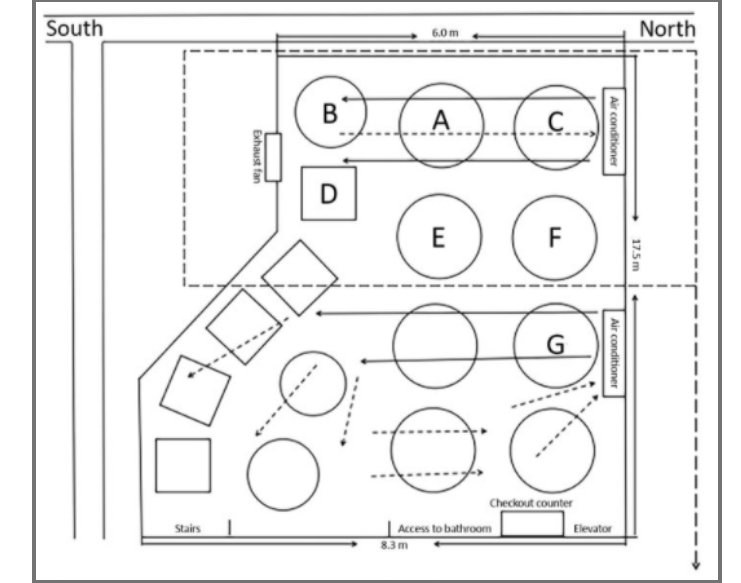 South
North
6.0 m
B
A
C
Air conditioner
Exhaust fan
D
E
F
17.5 m
G
Air conditioner
Checkout counter
Stairs
Access to bathroom
Elevator
8.3 m